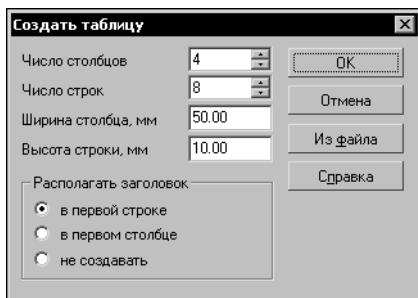 Создать таблицу
Число столбцов 4
Число строк 8
Ширина столбца, мм 50.00
Высота строки, мм 10.00
Располагать заголовок
в первой строке
в первом столбце
не создавать
OK
Отмена
Из файла
Справка